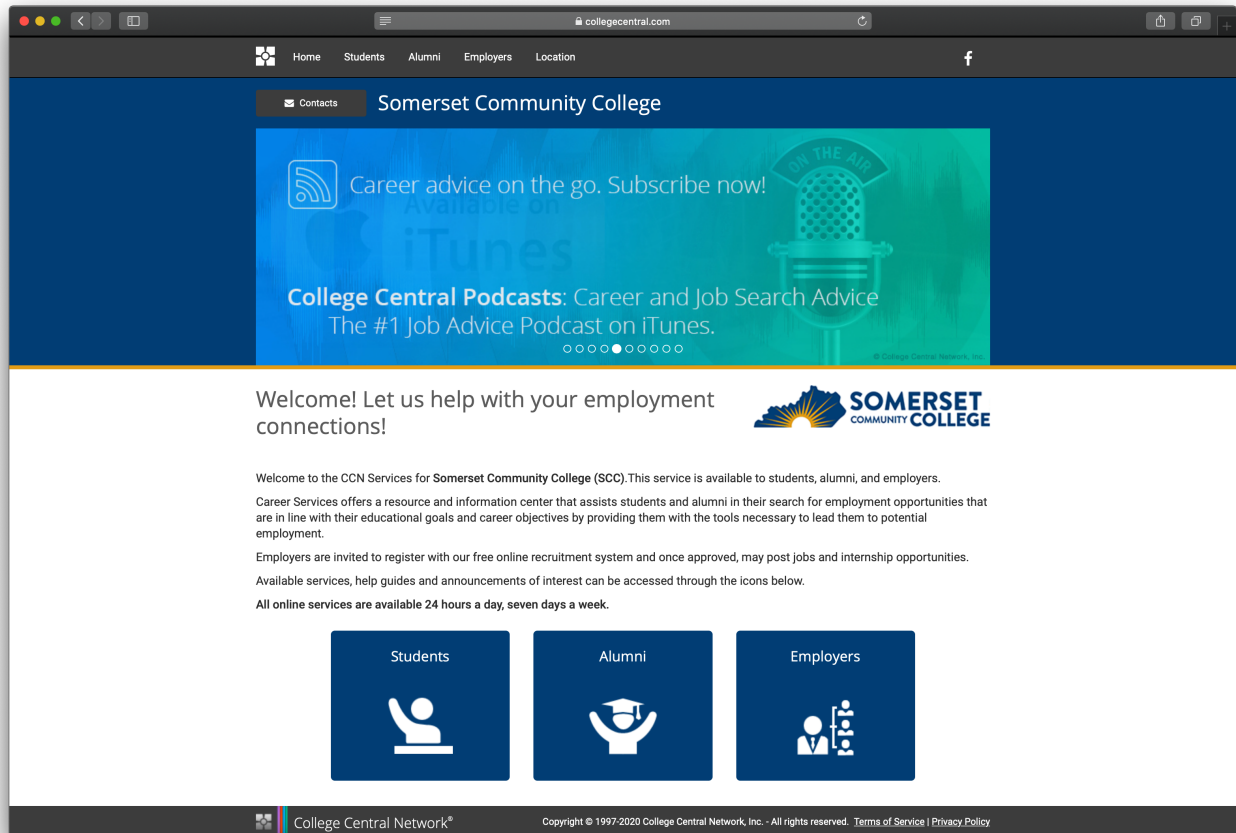 collegecentral.com
Home Students Alumni Employers Location
Contacts
Somerset Community College
ON THE AIR
Career advice on the go. Subscribe now!
Available on
iTunes
College Central Podcasts: Career and Job Search Advice
The #1 Job Advice Podcast on iTunes.
© College Central Network, Inc.
Welcome! Let us help with your employment
connections!
SOMERSET
COMMUNITY COLLEGE
Welcome to the CCN Services for Somerset Community College (SCC).This service is available to students, alumni, and employers.
Career Services offers a resource and information center that assists students and alumni in their search for employment opportunities that
are in line with their educational goals and career objectives by providing them with the tools necessary to lead them to potential
employment.
Employers are invited to register with our free online recruitment system and once approved, may post jobs and internship opportunities.
Available services, help guides and announcements of interest can be accessed through the icons below.
All online services are available 24 hours a day, seven days a week.
Students Alumni Employers
College Central Network®
Copyright © 1997-2020 College Central Network, Inc. - All rights reserved. Terms of Service | Privacy Policy